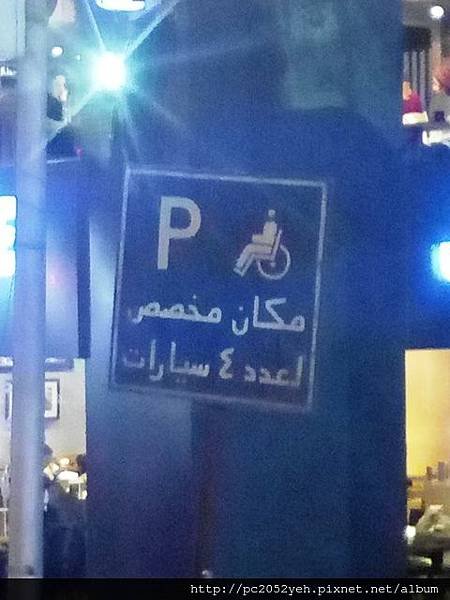 P
مكان مخصص
لعدد ٤ سيارات
http://pc2052yeh.pixnet.net/album